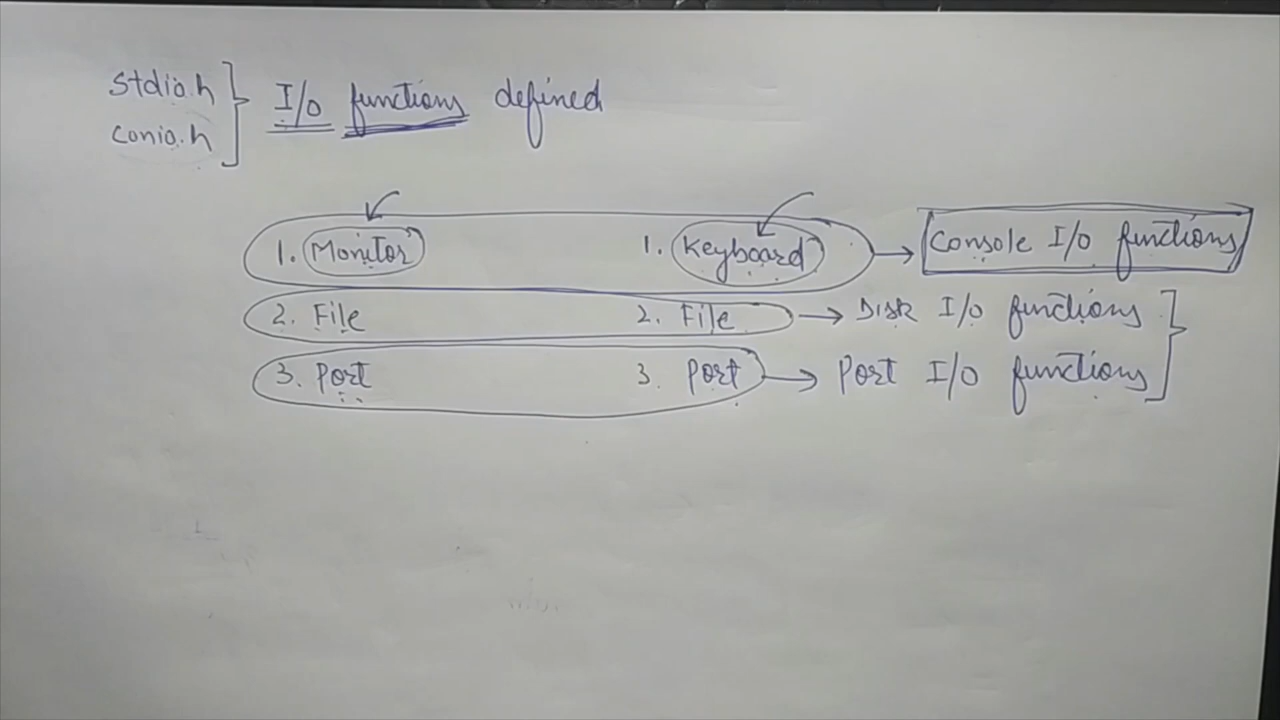 stdio.h } I/O functions defined
conio.h
1. Monitor 1. Keyboard → Console I/O functions
2. File 2. File → Disk I/O functions
3. Port 3. Port → Port I/O functions